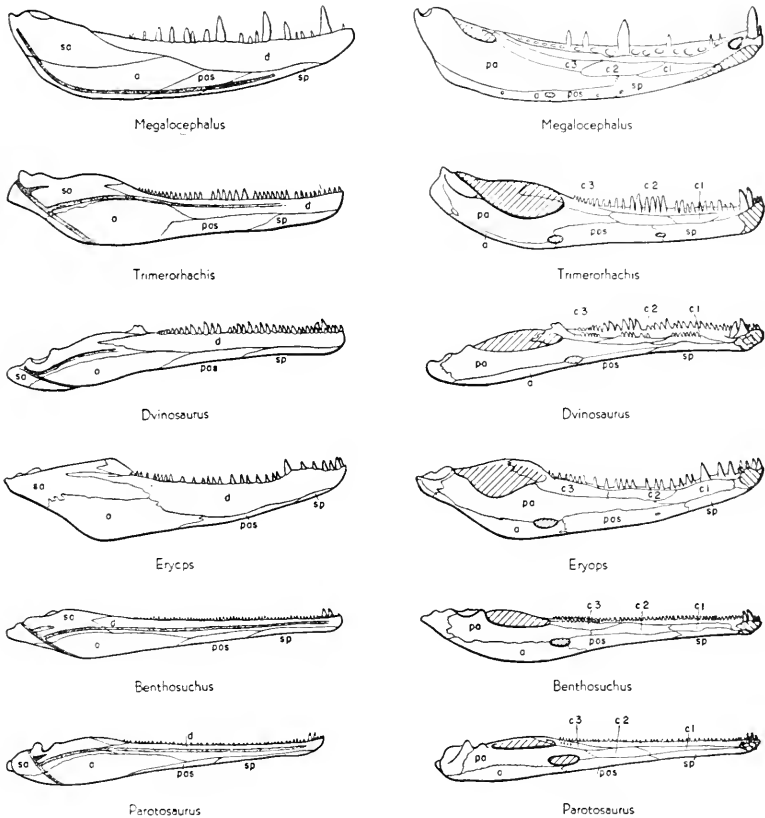 sa a pos d sp
pa c3 c2 c1 a pos sp
Megalocephalus
Megalocephalus
sa a pos sp d
c3 c2 c1 pa a pos sp
Trimerorhachis
Trimerorhachis
sa a d pos sp
c3 c2 c1 pa a pos sp
Dvinosaurus
Dvinosaurus
sa a d pos sp
pa a c3 c2 c1 pos sp
Erycps
Eryops
sa d a pos sp
c3 c2 c1 pa a pos sp
Benthosuchus
Benthosuchus
d sa a pos sp
c3 c2 c1 pa a pos sp
Parotosaurus
Parotosaurus